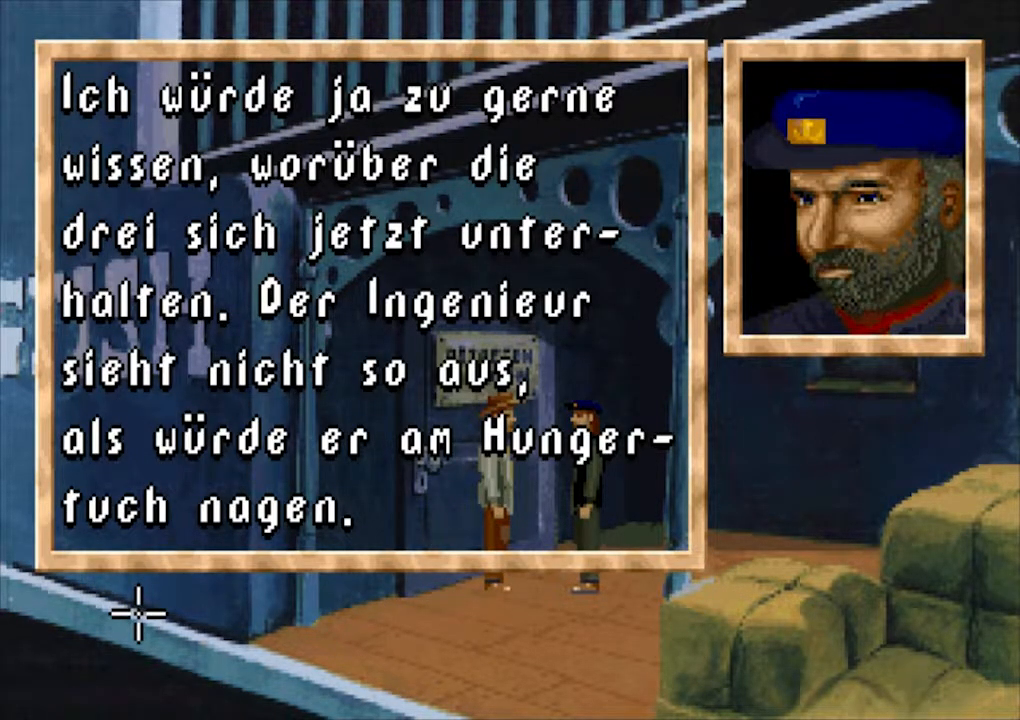 Ich würde ja zu gerne
wissen, worüber die
drei sich jetzt unter-
halten. Der Ingenieur
sieht nicht so aus,
als würde er am Hunger-
tuch nagen.